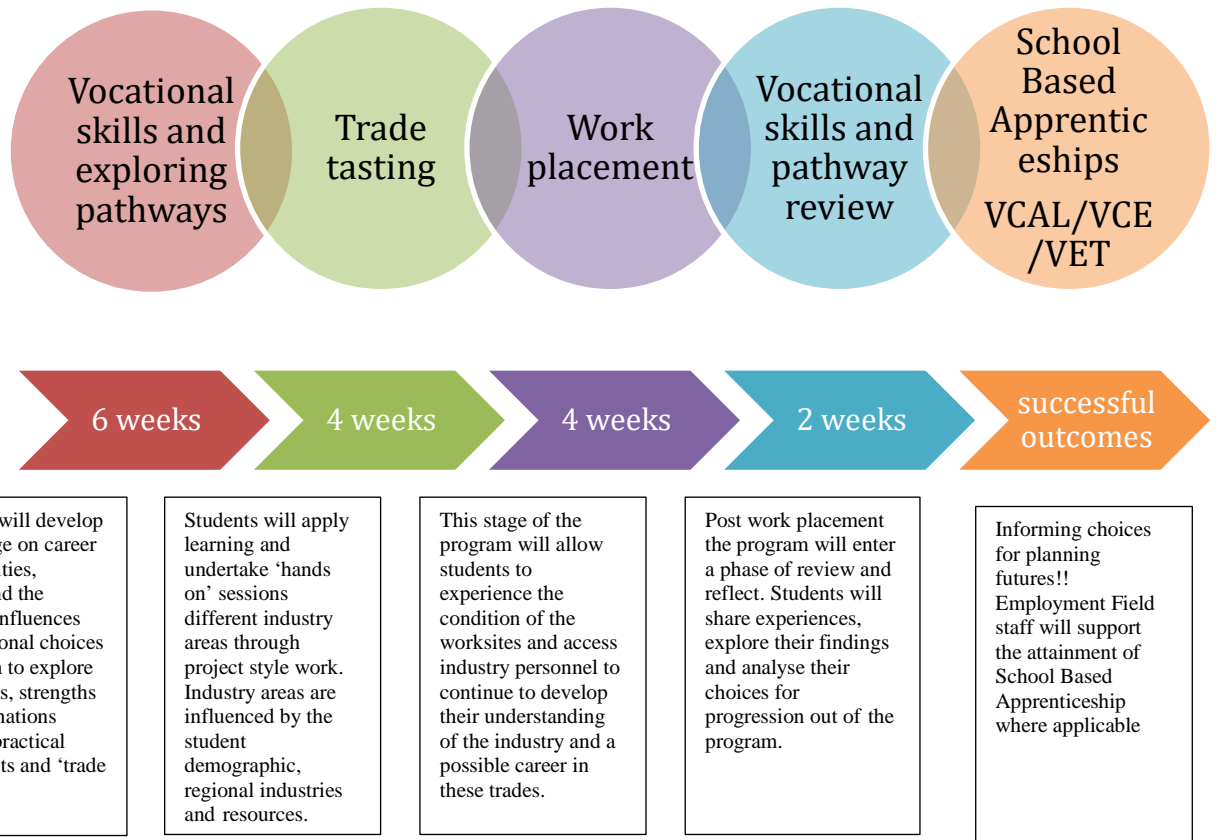 Vocational
skills and
exploring
pathways
Trade
tasting
Work
placement
Vocational
skills and
pathway
review
School
Based
Apprentic
eships
VCAL/VCE
/VET
6 weeks
4 weeks
4 weeks
2 weeks
successful
outcomes
will develop
on career
the
choices
to explore
strengths
practical
and ‘trade
Students will apply
learning and
undertake ‘hands
on’ sessions
different industry
areas through
project style work.
Industry areas are
influenced by the
student
demographic,
regional industries
and resources.
This stage of the
program will allow
students to
experience the
condition of the
worksites and access
industry personnel to
continue to develop
their understanding
of the industry and a
possible career in
these trades.
Post work placement
the program will enter
a phase of review and
reflect. Students will
share experiences,
explore their findings
and analyse their
choices for
progression out of the
program.
Informing choices
for planning
futures!!
Employment Field
staff will support
the attainment of
School Based
Apprenticeship
where applicable